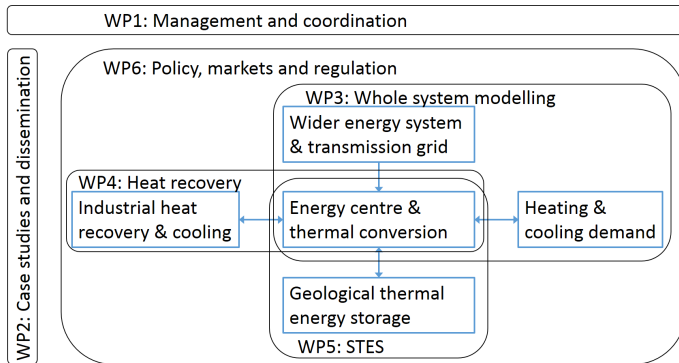 WP1: Management and coordination
WP2: Case studies and dissemination
WP6: Policy, markets and regulation
WP3: Whole system modelling
Wider energy system
& transmission grid
WP4: Heat recovery
Industrial heat
recovery & cooling
Energy centre &
thermal conversion
Heating &
cooling demand
Geological thermal
energy storage
WP5: STES